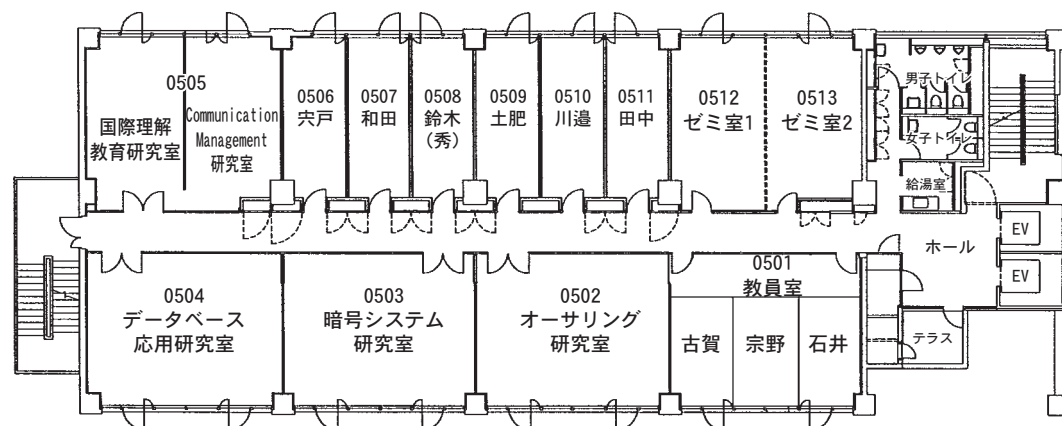 0505
国際理解
教育研究室
Communication
Management
研究室
0506
宍戸
0507
和田
0508
鈴木
(秀)
0509
土肥
0510
川邉
0511
田中
0512
ゼミ室1
0513
ゼミ室2
男子トイレ
女子トイレ
給湯室
EV
EV
ホール
テラス
0504
データベース
応用研究室
0503
暗号システム
研究室
0502
オーサリング
研究室
0501
教員室
古賀
宗野
石井